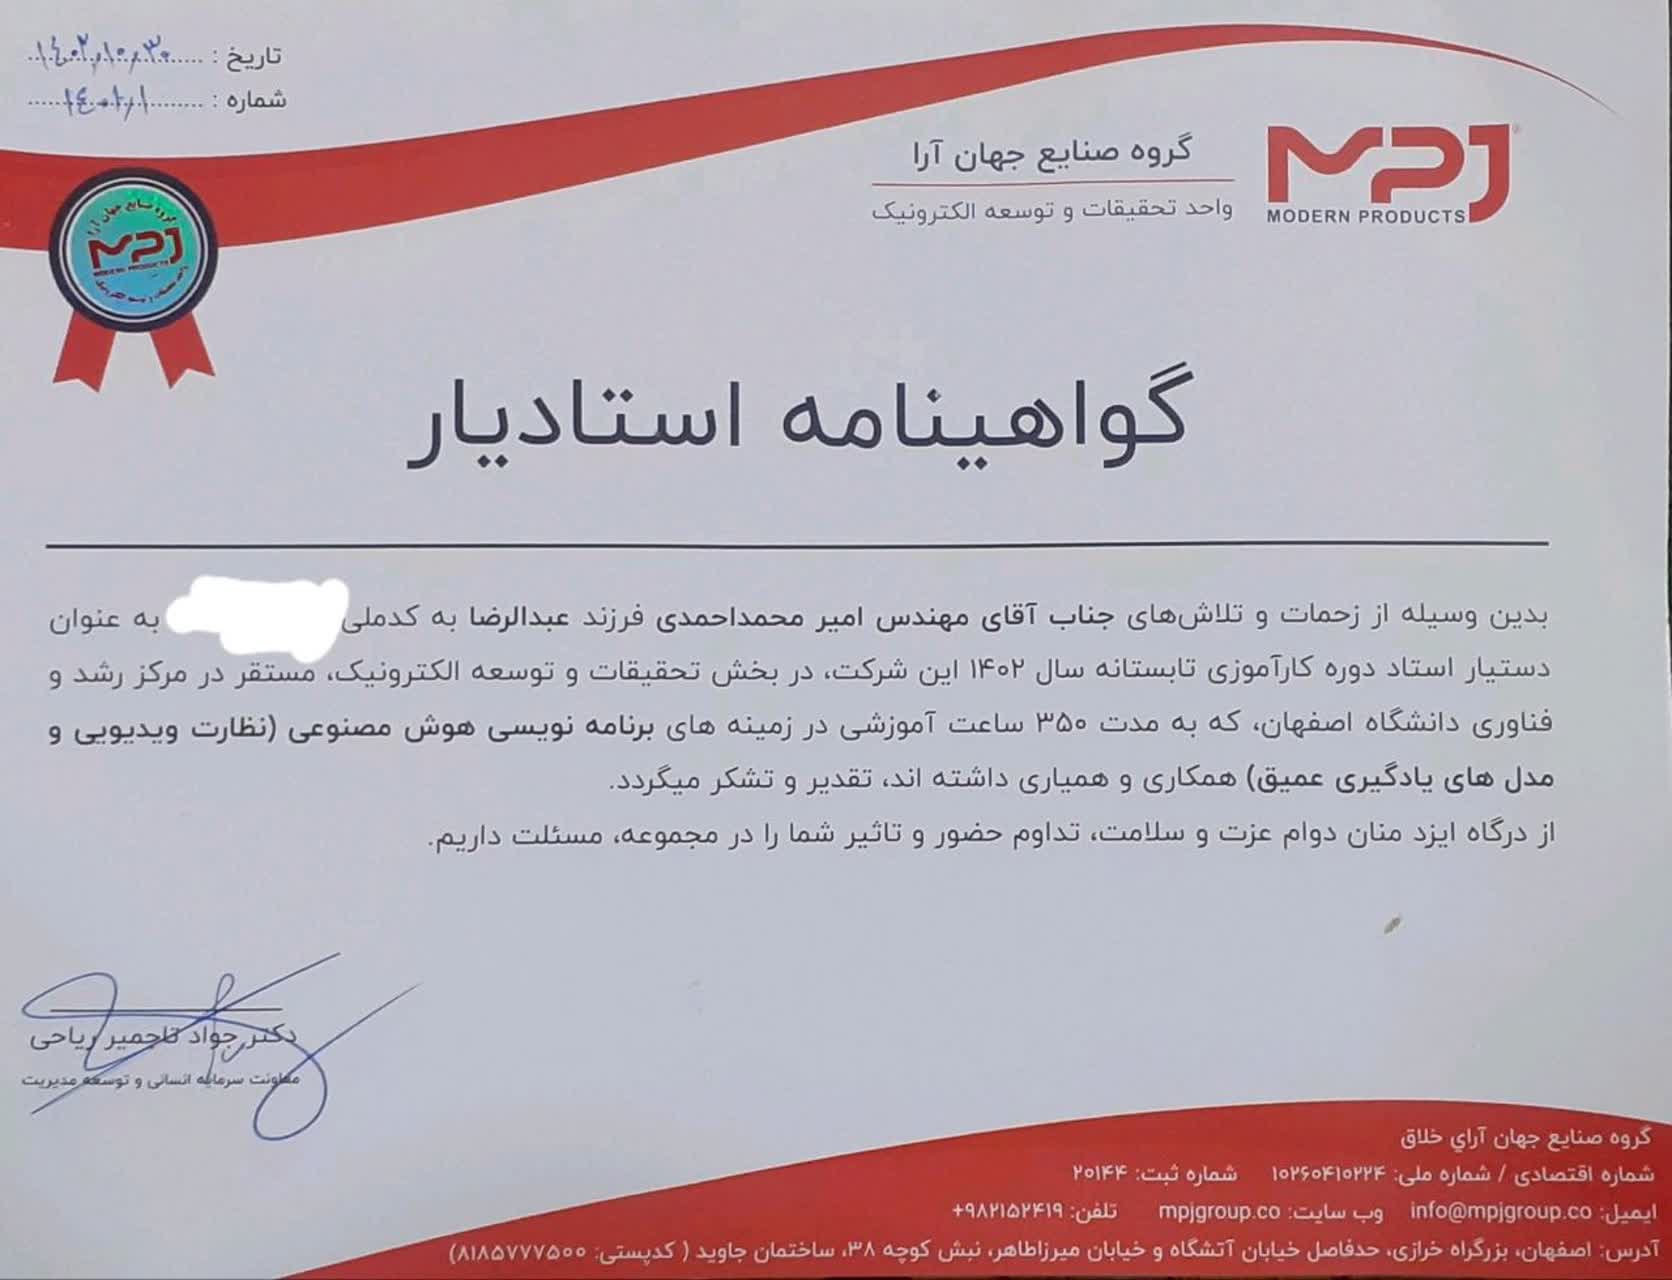 تاریخ : ۱۴۰۲,۱۰,۳۰
شماره : ۱۴۰۲,۱
MPJ
MODERN PRODUCTS
گروه صنایع جهان آرا
واحد تحقیقات و توسعه الکترونیک
گروه صنایع جهان آرا
MPJ
MODERN PRODUCTS
گواهینامه استادیار
بدین وسیله از زحمات و تلاش‌های جناب آقای مهندس امیر محمداحمدی فرزند عبدالرضا به کدملی به عنوان
دستیار استاد دوره کارآموزی تابستانه سال ۱۴۰۲ این شرکت، در بخش تحقیقات و توسعه الکترونیک، مستقر در مرکز رشد و
فناوری دانشگاه اصفهان، که به مدت ۳۵۰ ساعت آموزشی در زمینه های برنامه نویسی هوش مصنوعی (نظارت ویدیویی و
مدل های یادگیری عمیق) همکاری و همیاری داشته اند، تقدیر و تشکر میگردد.
از درگاه ایزد منان دوام عزت و سلامت، تداوم حضور و تاثیر شما را در مجموعه، مسئلت داریم.
دکتر جواد تاجمیر ریاحی
معاونت سرمایه انسانی و توسعه مدیریت
گروه صنایع جهان آراي خلاق
شماره اقتصادی / شماره ملی: ۱۰۲۶۰۴۱۰۲۲۴ شماره ثبت: ۲۰۱۴۴
ایمیل: info@mpjgroup.co وب سایت: mpjgroup.co تلفن: ۹۸۲۱۵۲۴۱۹+
آدرس: اصفهان، بزرگراه خرازی، حدفاصل خیابان آتشگاه و خیابان میرزاطاهر، نبش کوچه ۳۸، ساختمان جاوید ( کدپستی: ۸۱۸۵۷۷۷۵۰۰)